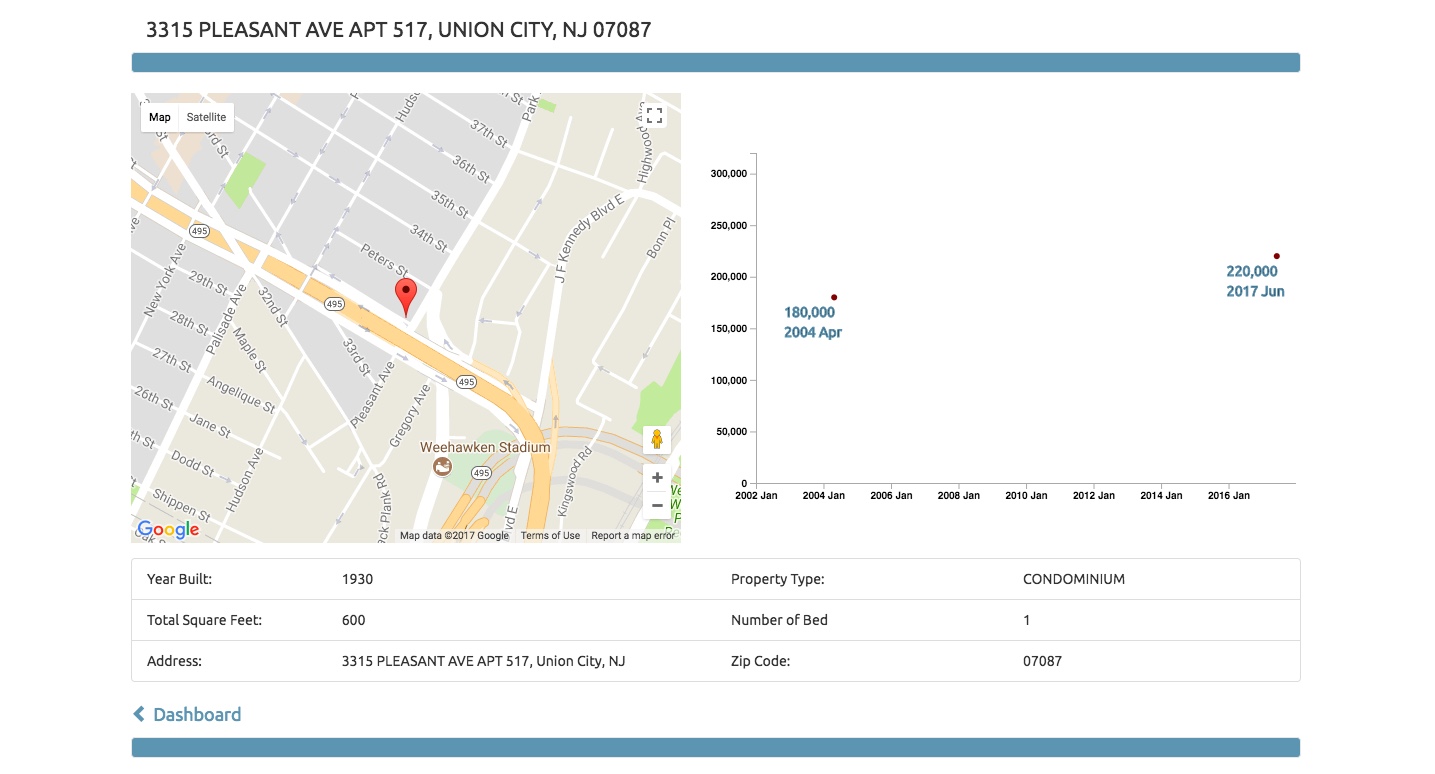 3315 PLEASANT AVE APT 517, UNION CITY, NJ 07087
Map Satellite
Hudson
Park
37th St
36th St
35th St
34th St
Peters St
Highwood Ave
J F Kennedy Blvd E
Bonn Pl
495
New York Ave
29th St
28th St
27th St
26th St
Palisade Ave
32nd St
Maple St
33rd St
495
Angelique St
Jane St
Dodd St
Shippen St
Hudson Ave
Pleasant Ave
Gregory Ave
495
Weehawken Stadium
495
Kingswood Rd
Google
Map data ©2017 Google Terms of Use Report a map error
300,000
250,000
200,000
150,000
100,000
50,000
0
180,000
2004 Apr
220,000
2017 Jun
2002 Jan 2004 Jan 2006 Jan 2008 Jan 2010 Jan 2012 Jan 2014 Jan 2016 Jan
Year Built: 1930 Property Type: CONDOMINIUM
Total Square Feet: 600 Number of Bed 1
Address: 3315 PLEASANT AVE APT 517, Union City, NJ Zip Code: 07087
Dashboard